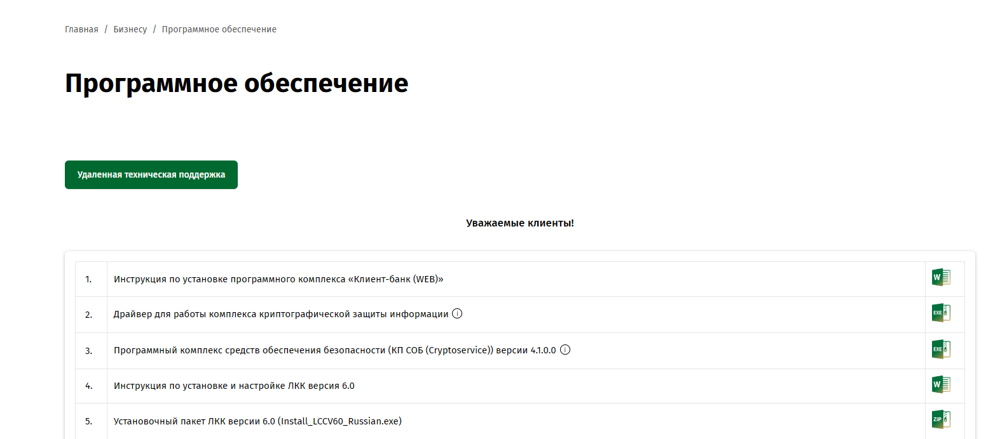 Главная / Бизнесу / Программное обеспечение
Программное обеспечение
Удаленная техническая поддержка
Уважаемые клиенты!
1. Инструкция по установке программного комплекса «Клиент-банк (WEB)» W
2. Драйвер для работы комплекса криптографической защиты информации i EXE
3. Программный комплекс средств обеспечения безопасности (КП СОБ (Cryptoservice)) версии 4.1.0.0 i EXE
4. Инструкция по установке и настройке ЛКК версия 6.0 W
5. Установочный пакет ЛКК версии 6.0 (Install_LCCV60_Russian.exe) ZIP